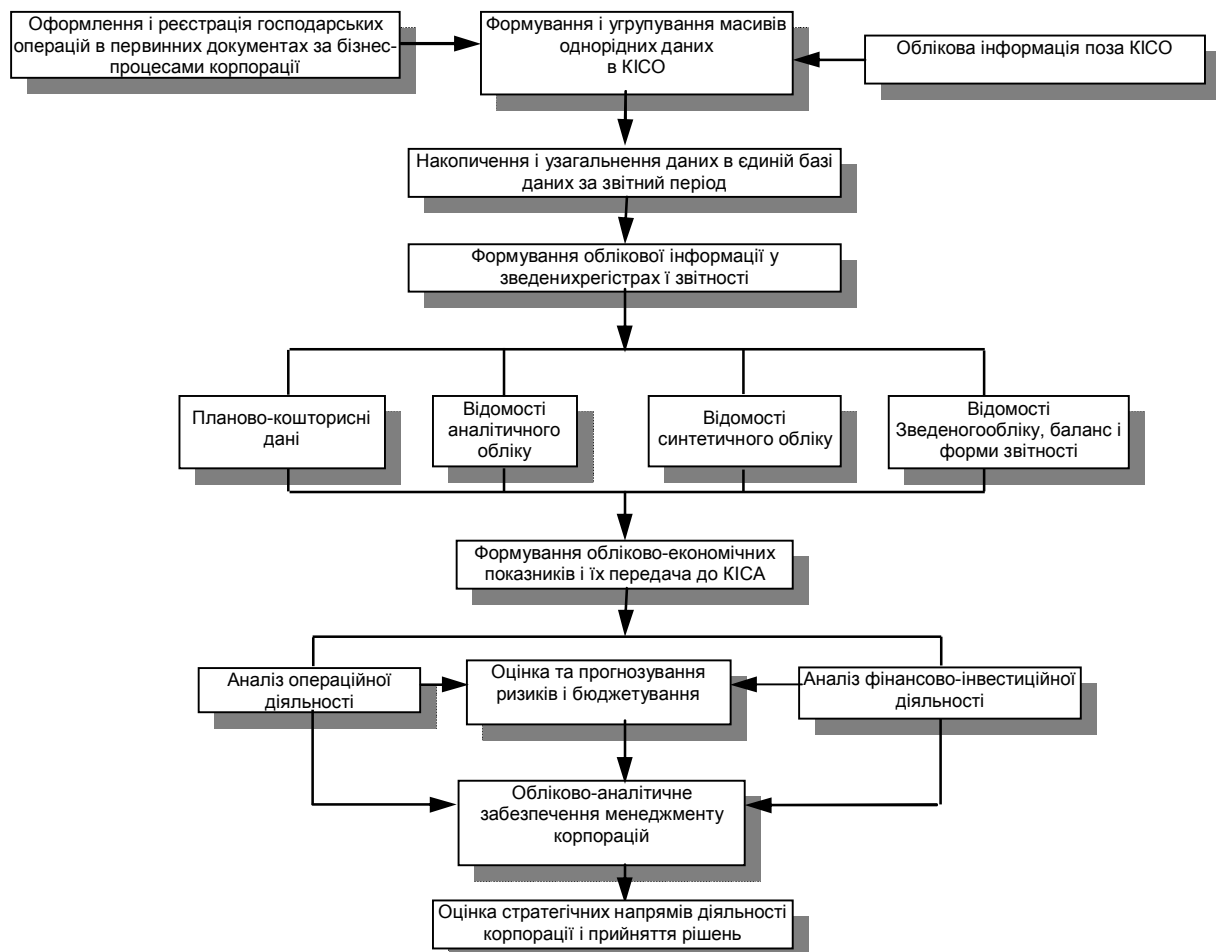 Оформлення і реєстрація господарських
операцій в первинних документах за бізнес-
процесами корпорації
Формування і угрупування масивів
однорідних даних
в КІСО
Облікова інформація поза КІСО
Накопичення і узагальнення даних в єдиній базі
даних за звітний період
Формування облікової інформації у
зведенихрегістрах ї звітності
Планово-кошторисні
дані
Відомості
аналітичного
обліку
Відомості
синтетичного обліку
Відомості
Зведеногообліку, баланс і
форми звітності
Формування обліково-економічних
показників і їх передача до КІСА
Аналіз операційної
діяльності
Оцінка та прогнозування
ризиків і бюджетування
Аналіз фінансово-інвестиційної
діяльності
Обліково-аналітичне
забезпечення менеджменту
корпорацій
Оцінка стратегічних напрямів діяльності
корпорації і прийняття рішень